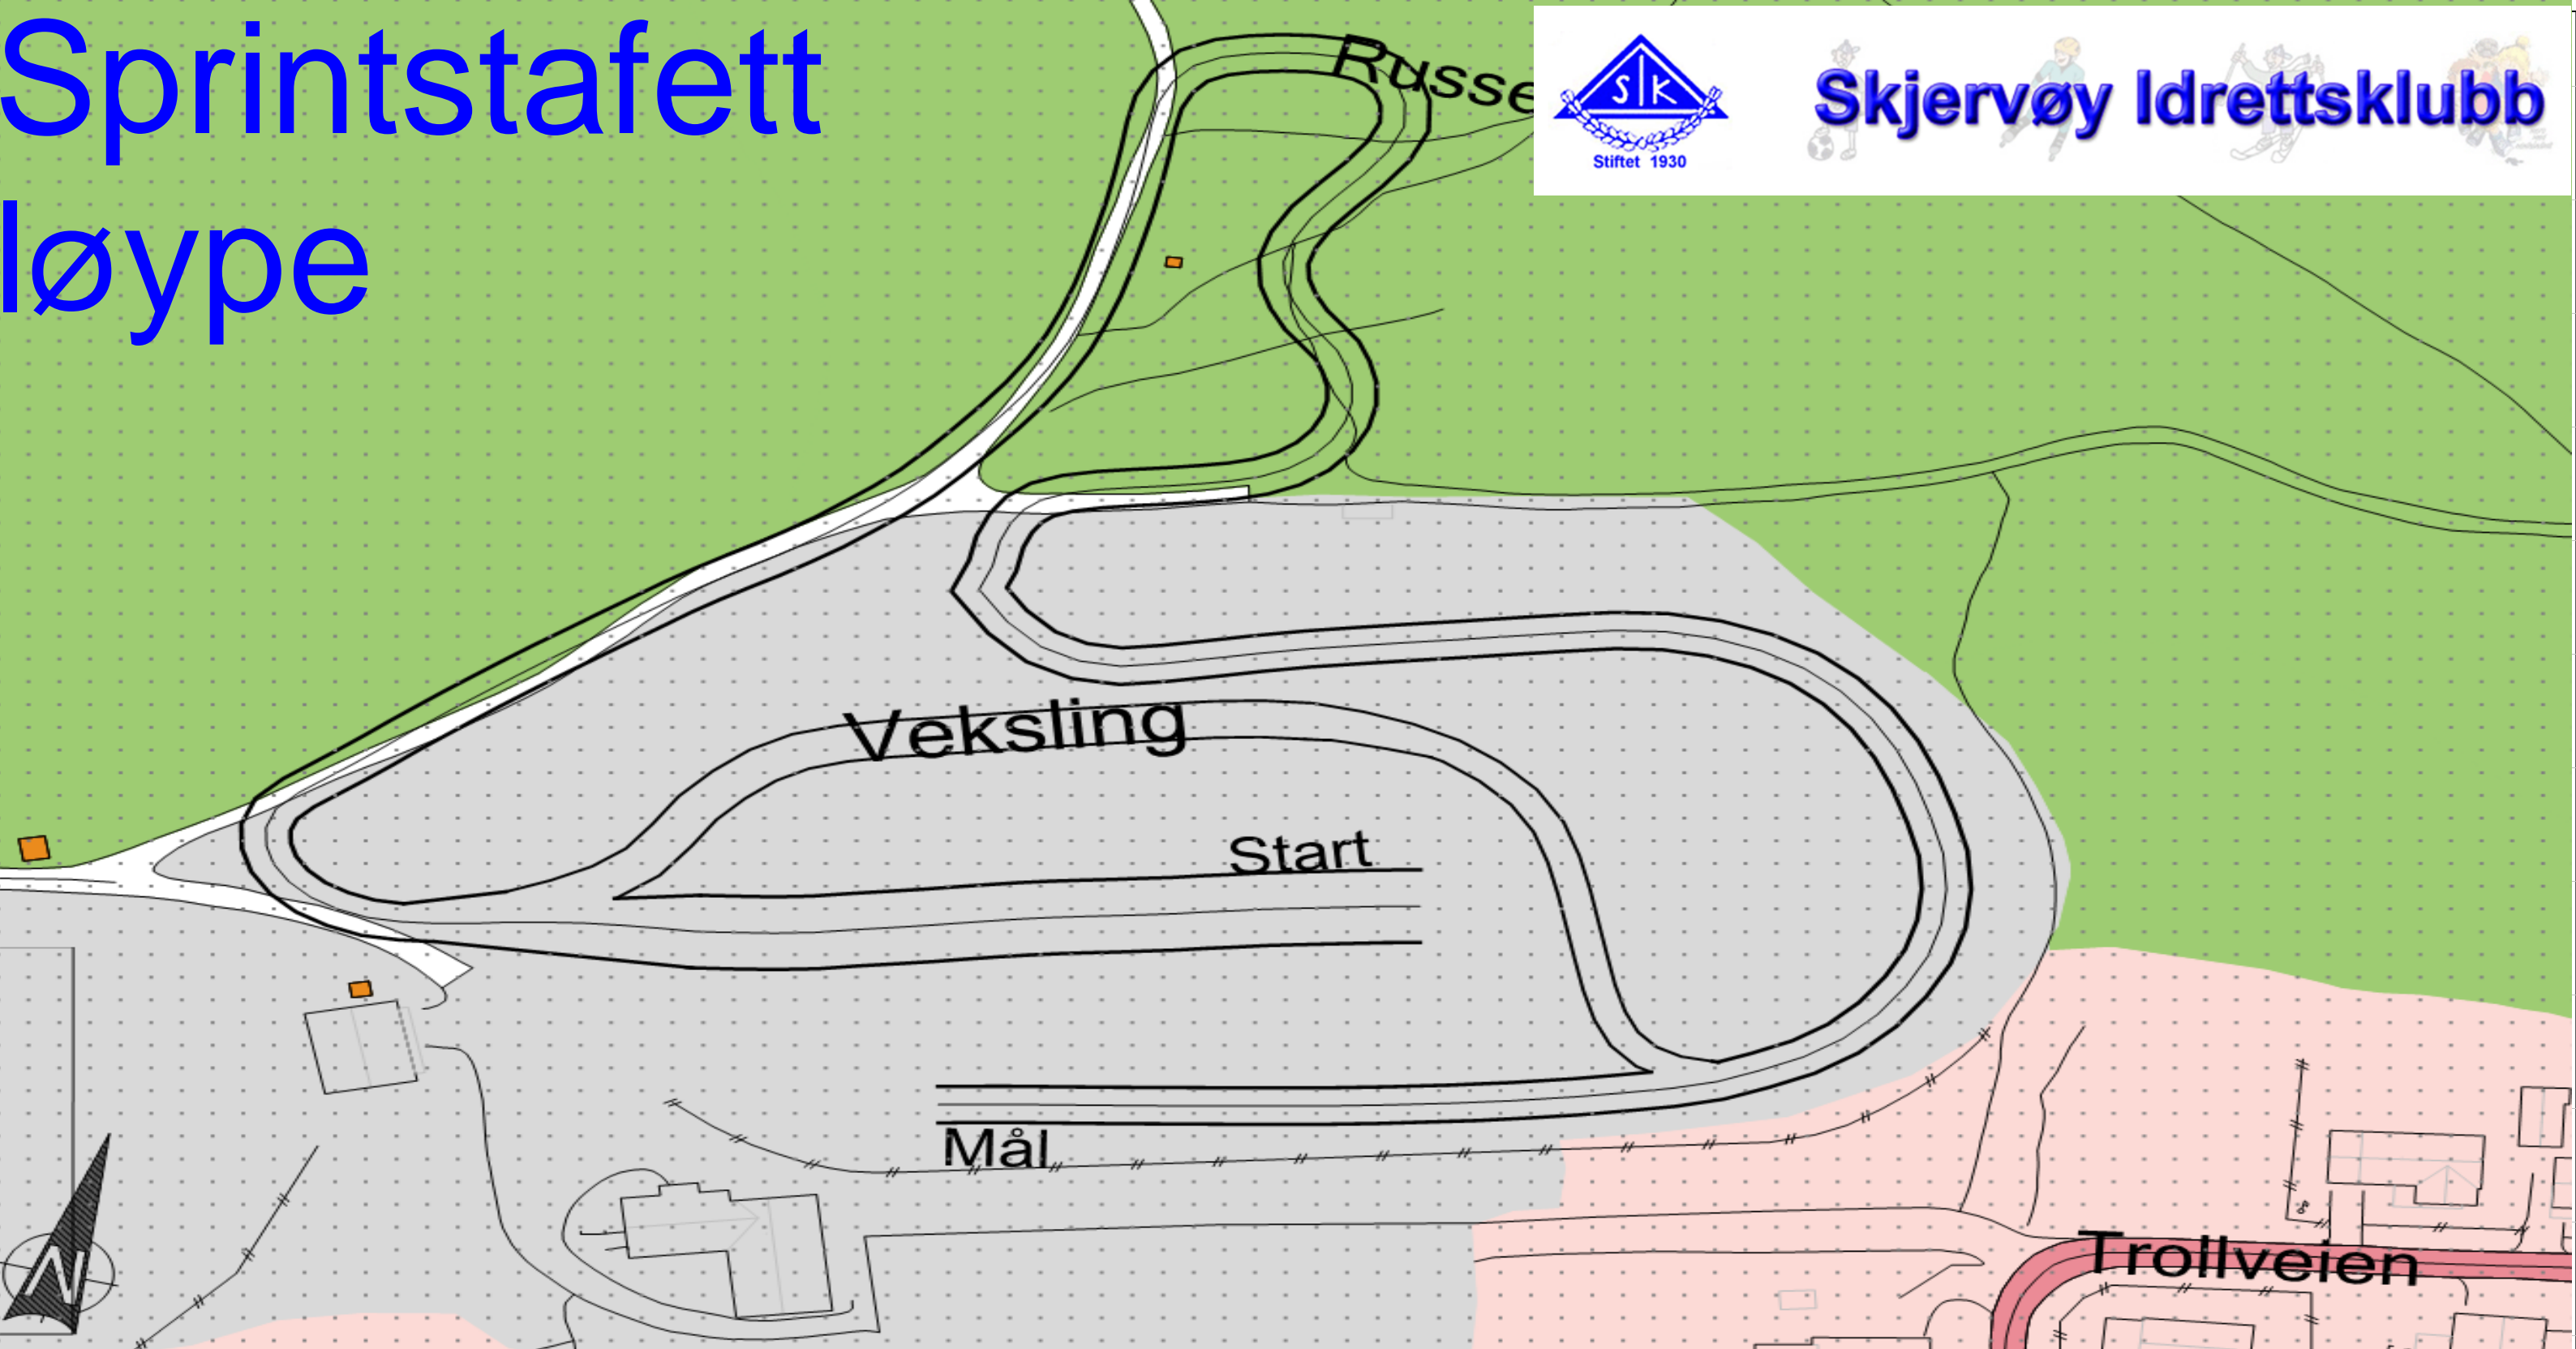 Sprintstafett
løype
Russe
SIK
Stiftet 1930
Skjervøy Idrettsklubb
Veksling
Start
Mål
Trollveien
N